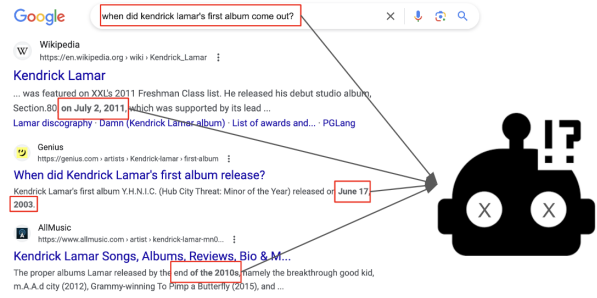 Google
when did kendrick lamar's first album come out?
W
Wikipedia
https://en.wikipedia.org › wiki › Kendrick_Lamar
Kendrick Lamar
... was featured on XXL's 2011 Freshman Class list. He released his debut studio album,
Section.80 on July 2, 2011, which was supported by its lead ...
Lamar discography · Damn (Kendrick Lamar album) · List of awards and... · PGLang
Genius
https://genius.com › artists › Kendrick-lamar › first-album
When did Kendrick Lamar's first album release?
Kendrick Lamar's first album Y.H.N.I.C. (Hub City Threat: Minor of the Year) released on June 17,
2003.
AllMusic
https://www.allmusic.com › artist › kendrick-lamar-mn0...
Kendrick Lamar Songs, Albums, Reviews, Bio & M...
The proper albums Lamar released by the end of the 2010s, namely the breakthrough good kid,
m.A.A.d city (2012), Grammy-winning To Pimp a Butterfly (2015), and ...
!?
X X